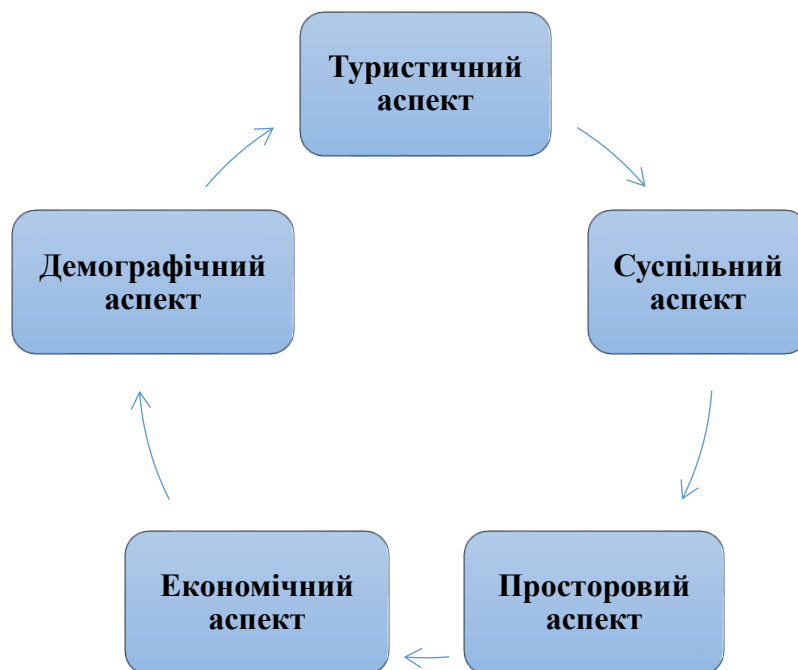 Туристичний
аспект
Суспільний
аспект
Просторовий
аспект
Економічний
аспект
Демографічний
аспект